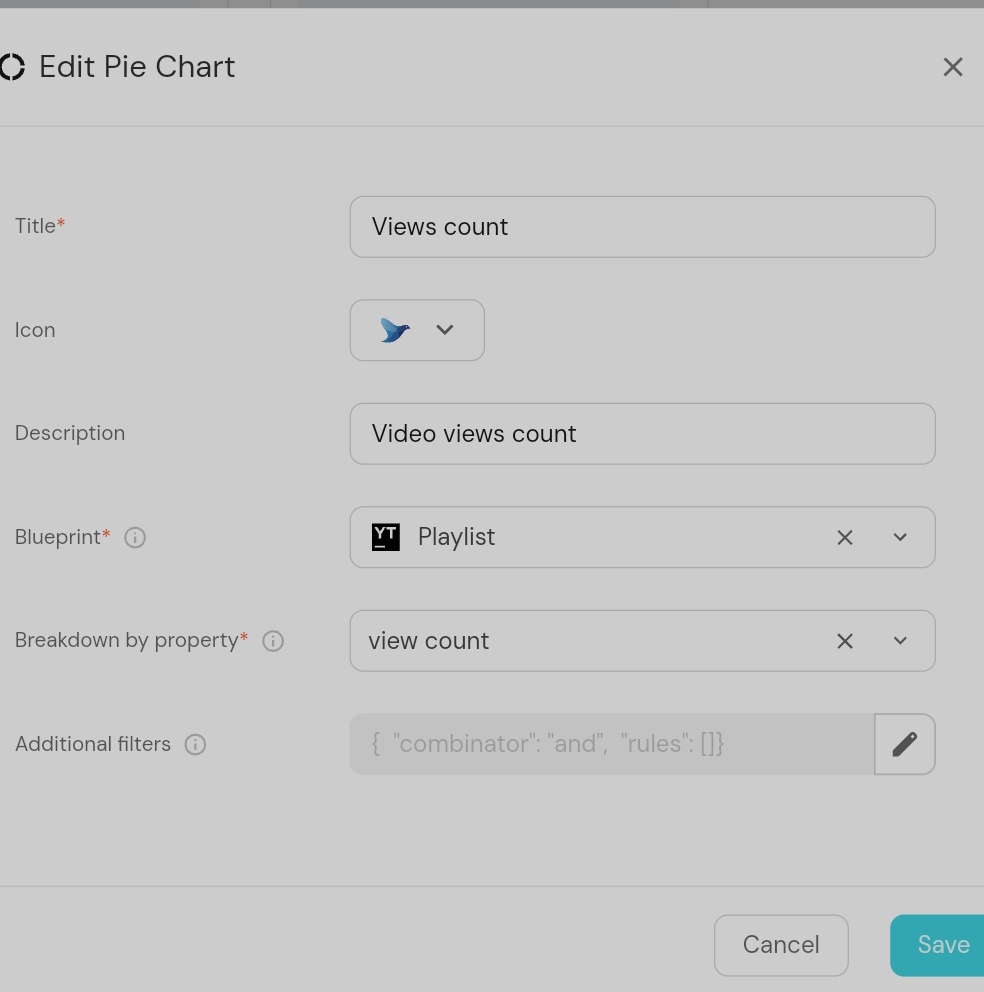 Edit Pie Chart
Title*
Views count
Icon
Description
Video views count
Blueprint*
YT
Playlist
Breakdown by property*
view count
Additional filters
{  "combinator": "and",  "rules": []}
Cancel
Save